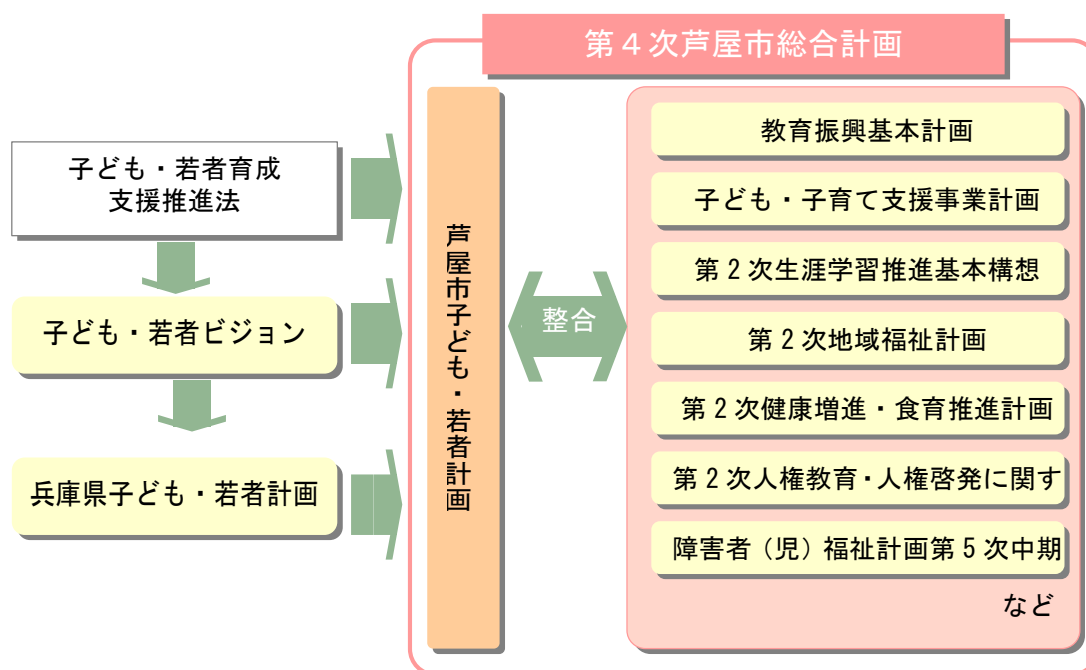 第４次芦屋市総合計画
子ども・若者育成
支援推進法
子ども・若者ビジョン
兵庫県子ども・若者計画
芦屋市子ども・若者計画
整合
教育振興基本計画
子ども・子育て支援事業計画
第２次生涯学習推進基本構想
第２次地域福祉計画
第２次健康増進・食育推進計画
第２次人権教育・人権啓発に関す
障害者（児）福祉計画第５次中期
など